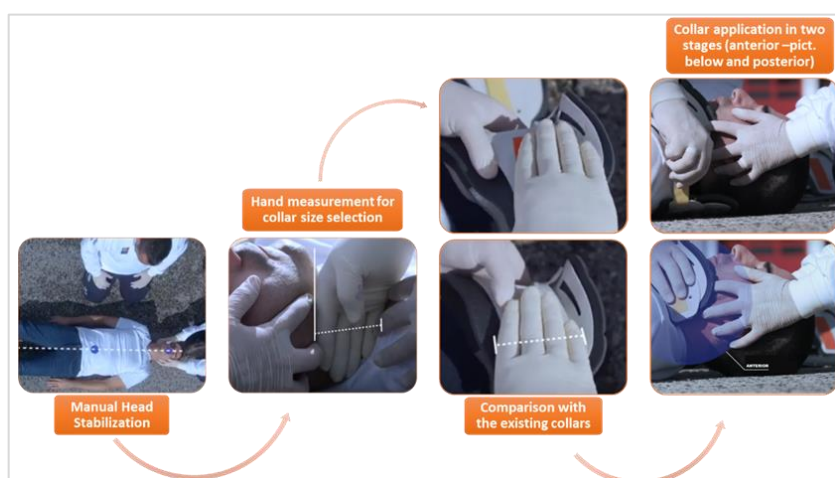 Collar application in two
stages (anterior –pict.
below and posterior)
Hand measurement for
collar size selection
Manual Head
Stabilization
Comparison with
the existing collars
ANTERIOR